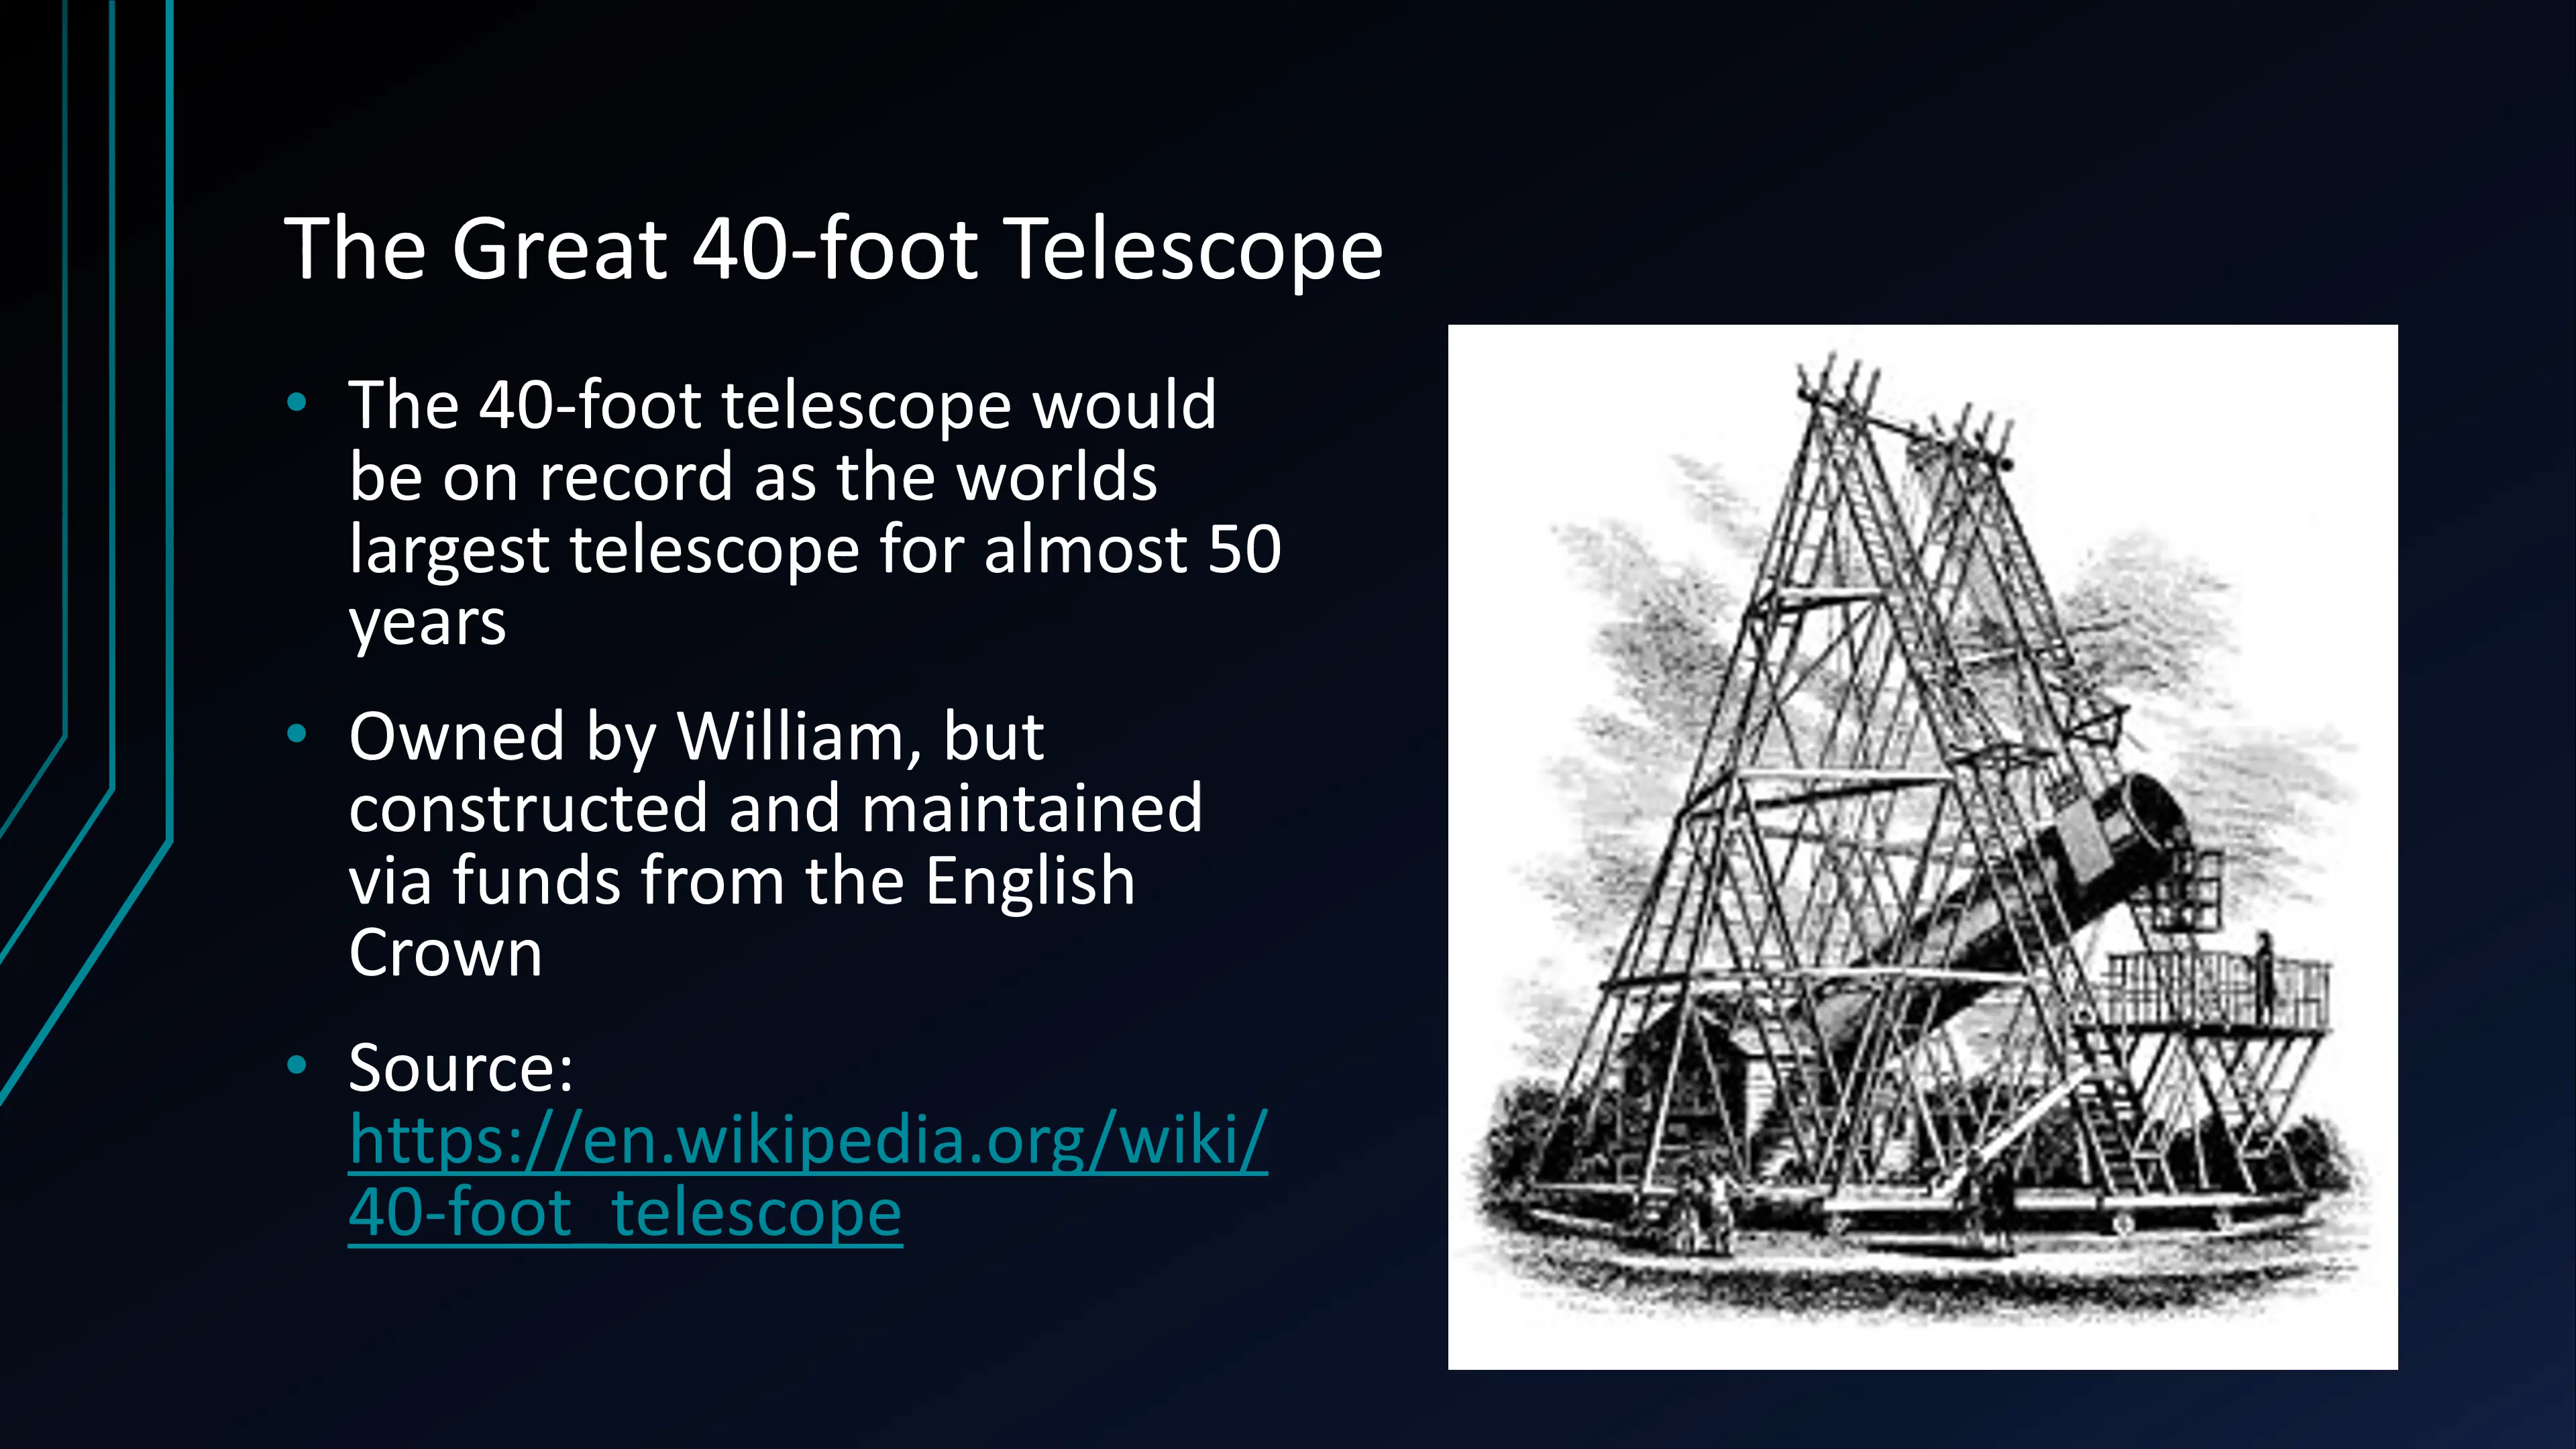 The Great 40-foot Telescope
• The 40-foot telescope would
be on record as the worlds
largest telescope for almost 50
years
• Owned by William, but
constructed and maintained
via funds from the English
Crown
• Source:
https://en.wikipedia.org/wiki/
40-foot_telescope